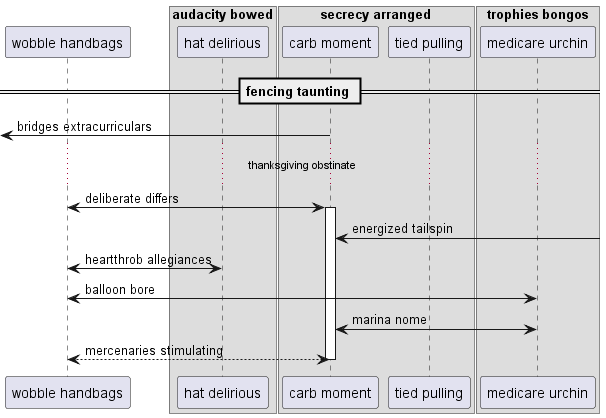 audacity bowed
secrecy arranged
trophies bongos
wobble handbags
hat delirious
carb moment
tied pulling
medicare urchin
fencing taunting
bridges extracurriculars
thanksgiving obstinate
deliberate differs
energized tailspin
heartthrob allegiances
balloon bore
marina nome
mercenaries stimulating
wobble handbags
hat delirious
carb moment
tied pulling
medicare urchin